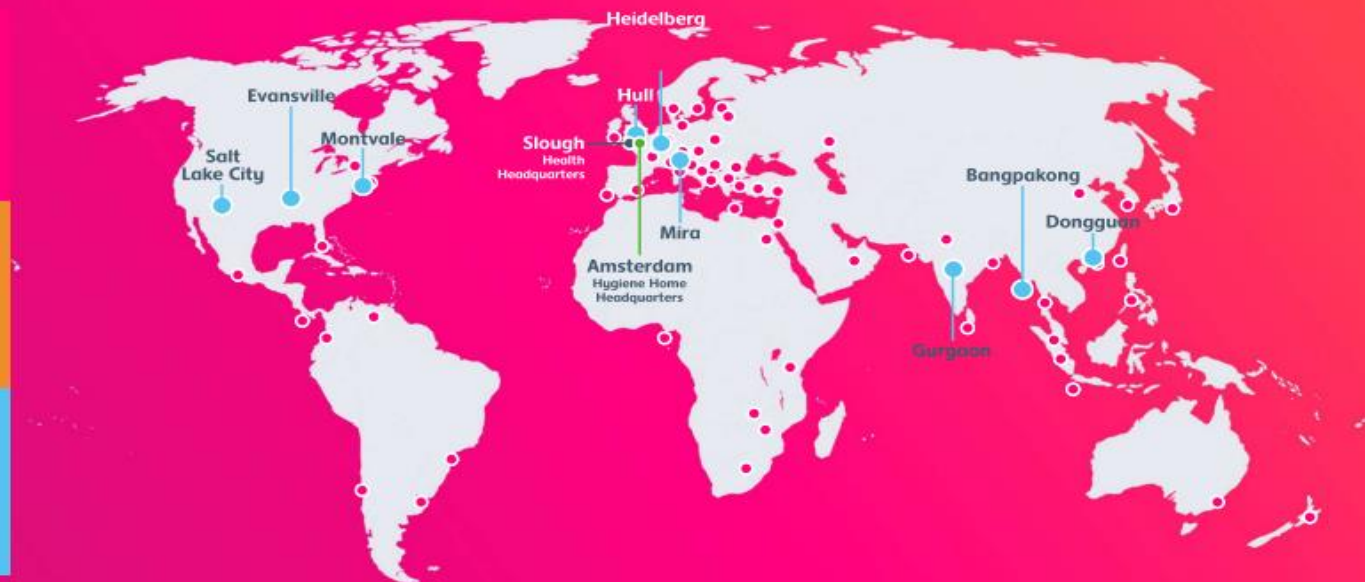 Heidelberg
Evansville
Hull
Montvale
Slough
Health
Headquarters
Salt
Lake City
Bangpakong
Dongguan
Mira
Amsterdam
Hygiene Home
Headquarters
Gurgaon